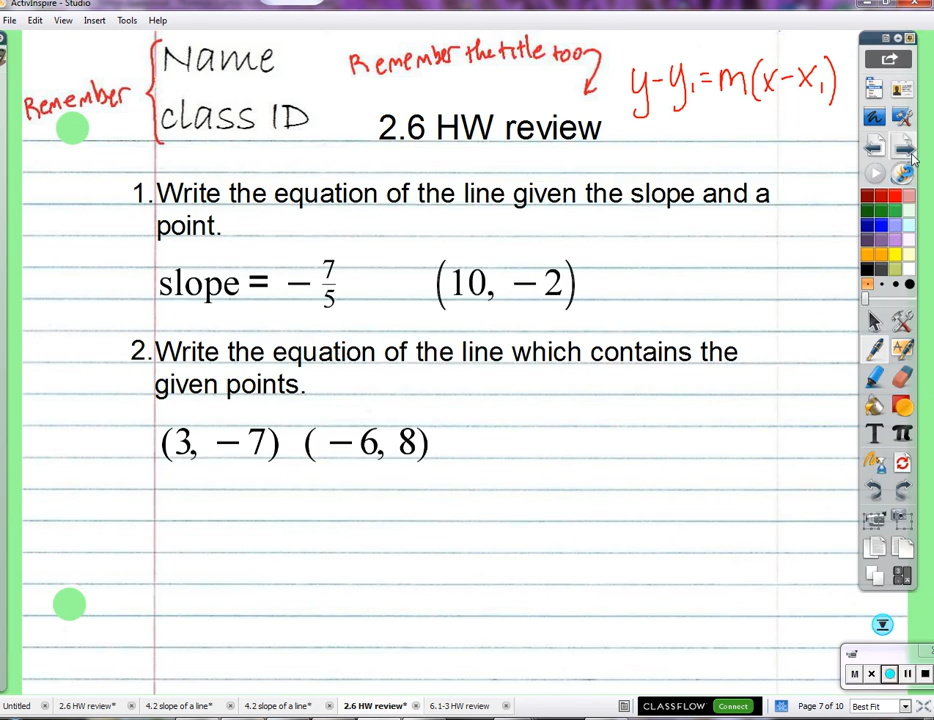 ActivInspire - Studio
File Edit View Insert Tools Help
Remember
Name
class ID
Remember the title too
y-y₁=m(x-x₁)
2.6 HW review
1. Write the equation of the line given the slope and a
point.
slope = - 7/5 (10, -2)
2. Write the equation of the line which contains the
given points.
(3, -7) (-6, 8)
T π
M
Untitled 2.6 HW review* 4.2 slope of a line* 4.2 slope of a line* 2.6 HW review* 6.1-3 HW review CLASSFLOW Connect Page 7 of 10 Best Fit